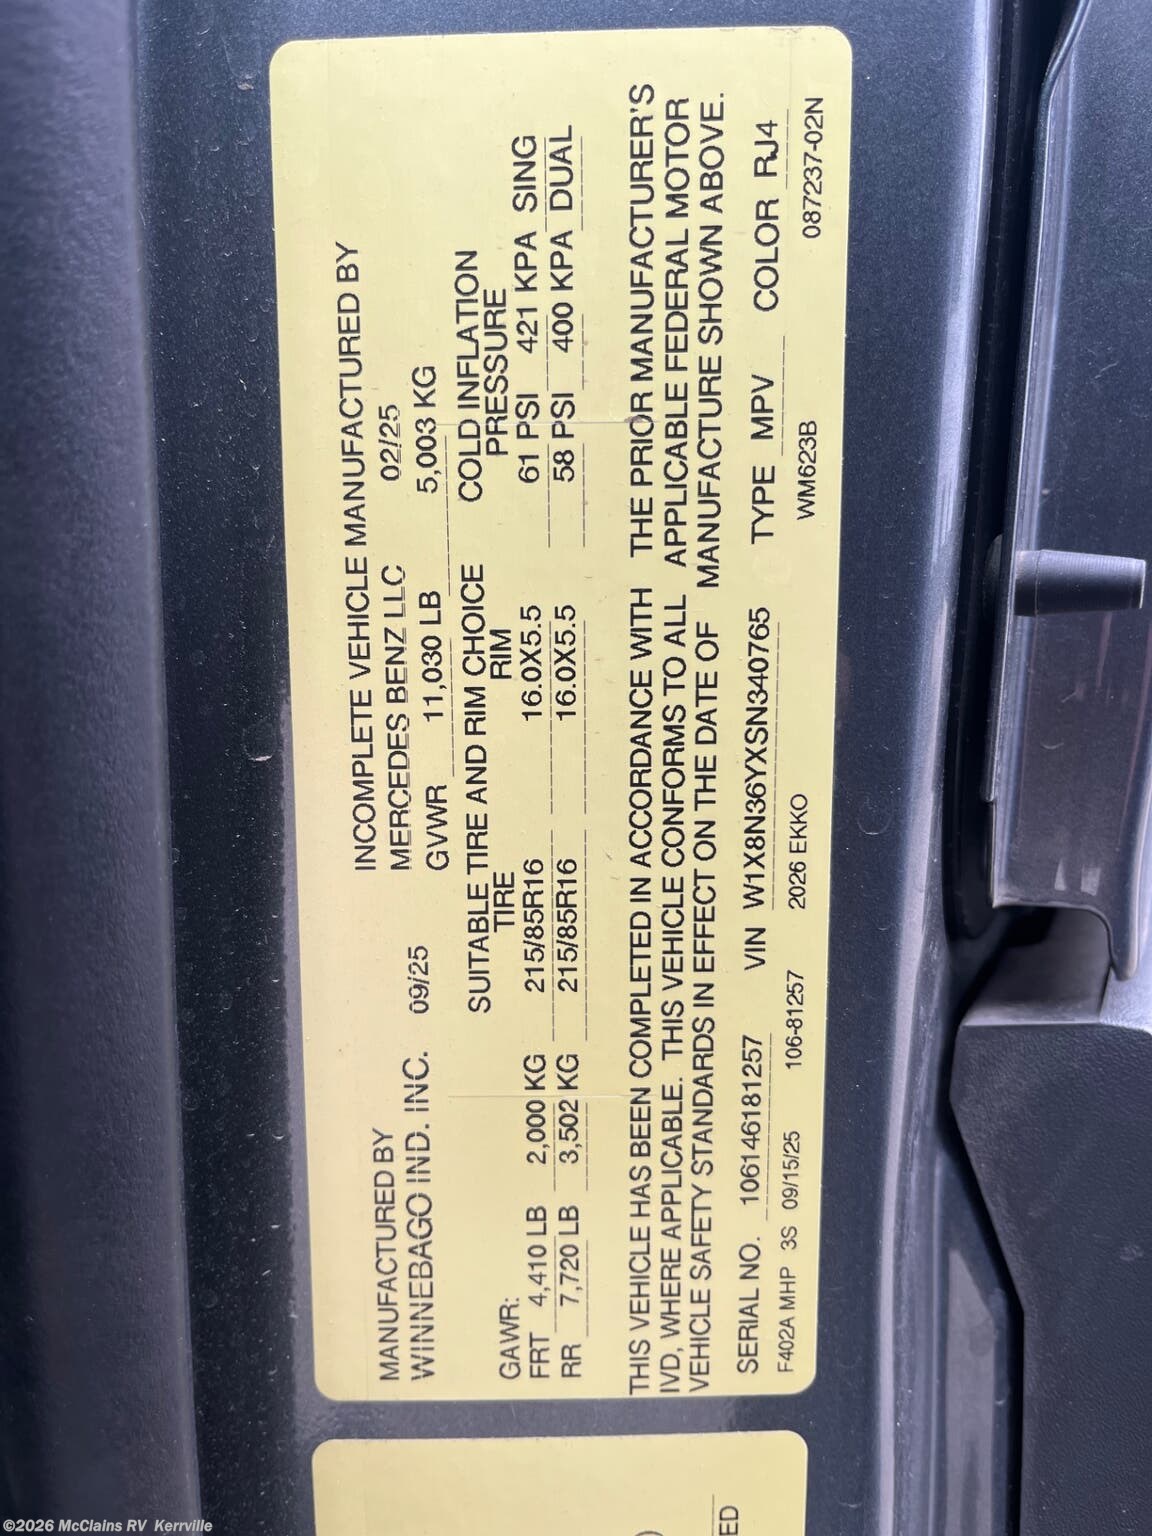 MANUFACTURED BY
WINNEBAGO IND. INC. 09/25
INCOMPLETE VEHICLE MANUFACTURED BY
MERCEDES BENZ LLC 02/25
GVWR 11,030 LB 5,003 KG
GAWR: SUITABLE TIRE AND RIM CHOICE COLD INFLATION
TIRE RIM PRESSURE
FRT 4,410 LB 2,000 KG 215/85R16 16.0X5.5 61 PSI 421 KPA SING
RR 7,720 LB 3,502 KG 215/85R16 16.0X5.5 58 PSI 400 KPA DUAL
THIS VEHICLE HAS BEEN COMPLETED IN ACCORDANCE WITH THE PRIOR MANUFACTURER'S
IVD, WHERE APPLICABLE. THIS VEHICLE CONFORMS TO ALL APPLICABLE FEDERAL MOTOR
VEHICLE SAFETY STANDARDS IN EFFECT ON THE DATE OF MANUFACTURE SHOWN ABOVE.
SERIAL NO. 106146181257 VIN W1X8N36YXSN340765 TYPE MPV COLOR RJ4
F402A MHP 3S 09/15/25 106-81257 2026 EKKO WM623B 087237-02N
ED
©2026 McClains RV Kerrville